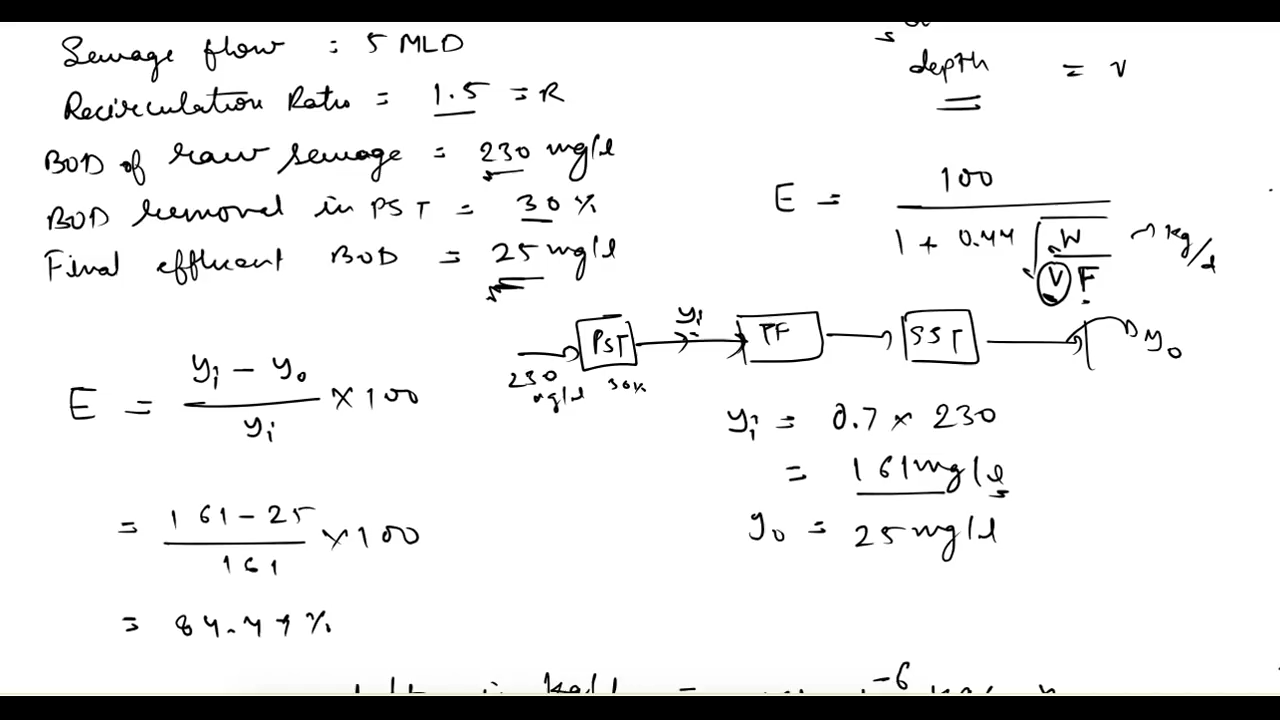 Sewage flow : 5 MLD
Recirculation Ratio = 1.5 = R
BOD of raw sewage = 230 mg/l
BOD removal in PST = 30 %
Final effluent BOD = 25 mg/l
depth = v
E = 100 / 1 + 0.44 √ W / V F → kg/d
230 mg/l → PST 30% → yi → TF → SST → yo
E = yi - yo / yi × 100
yi = 0.7 × 230
= 161 mg/l
yo = 25 mg/l
= 161 - 25 / 161 × 100
= 84.47 %
= -6